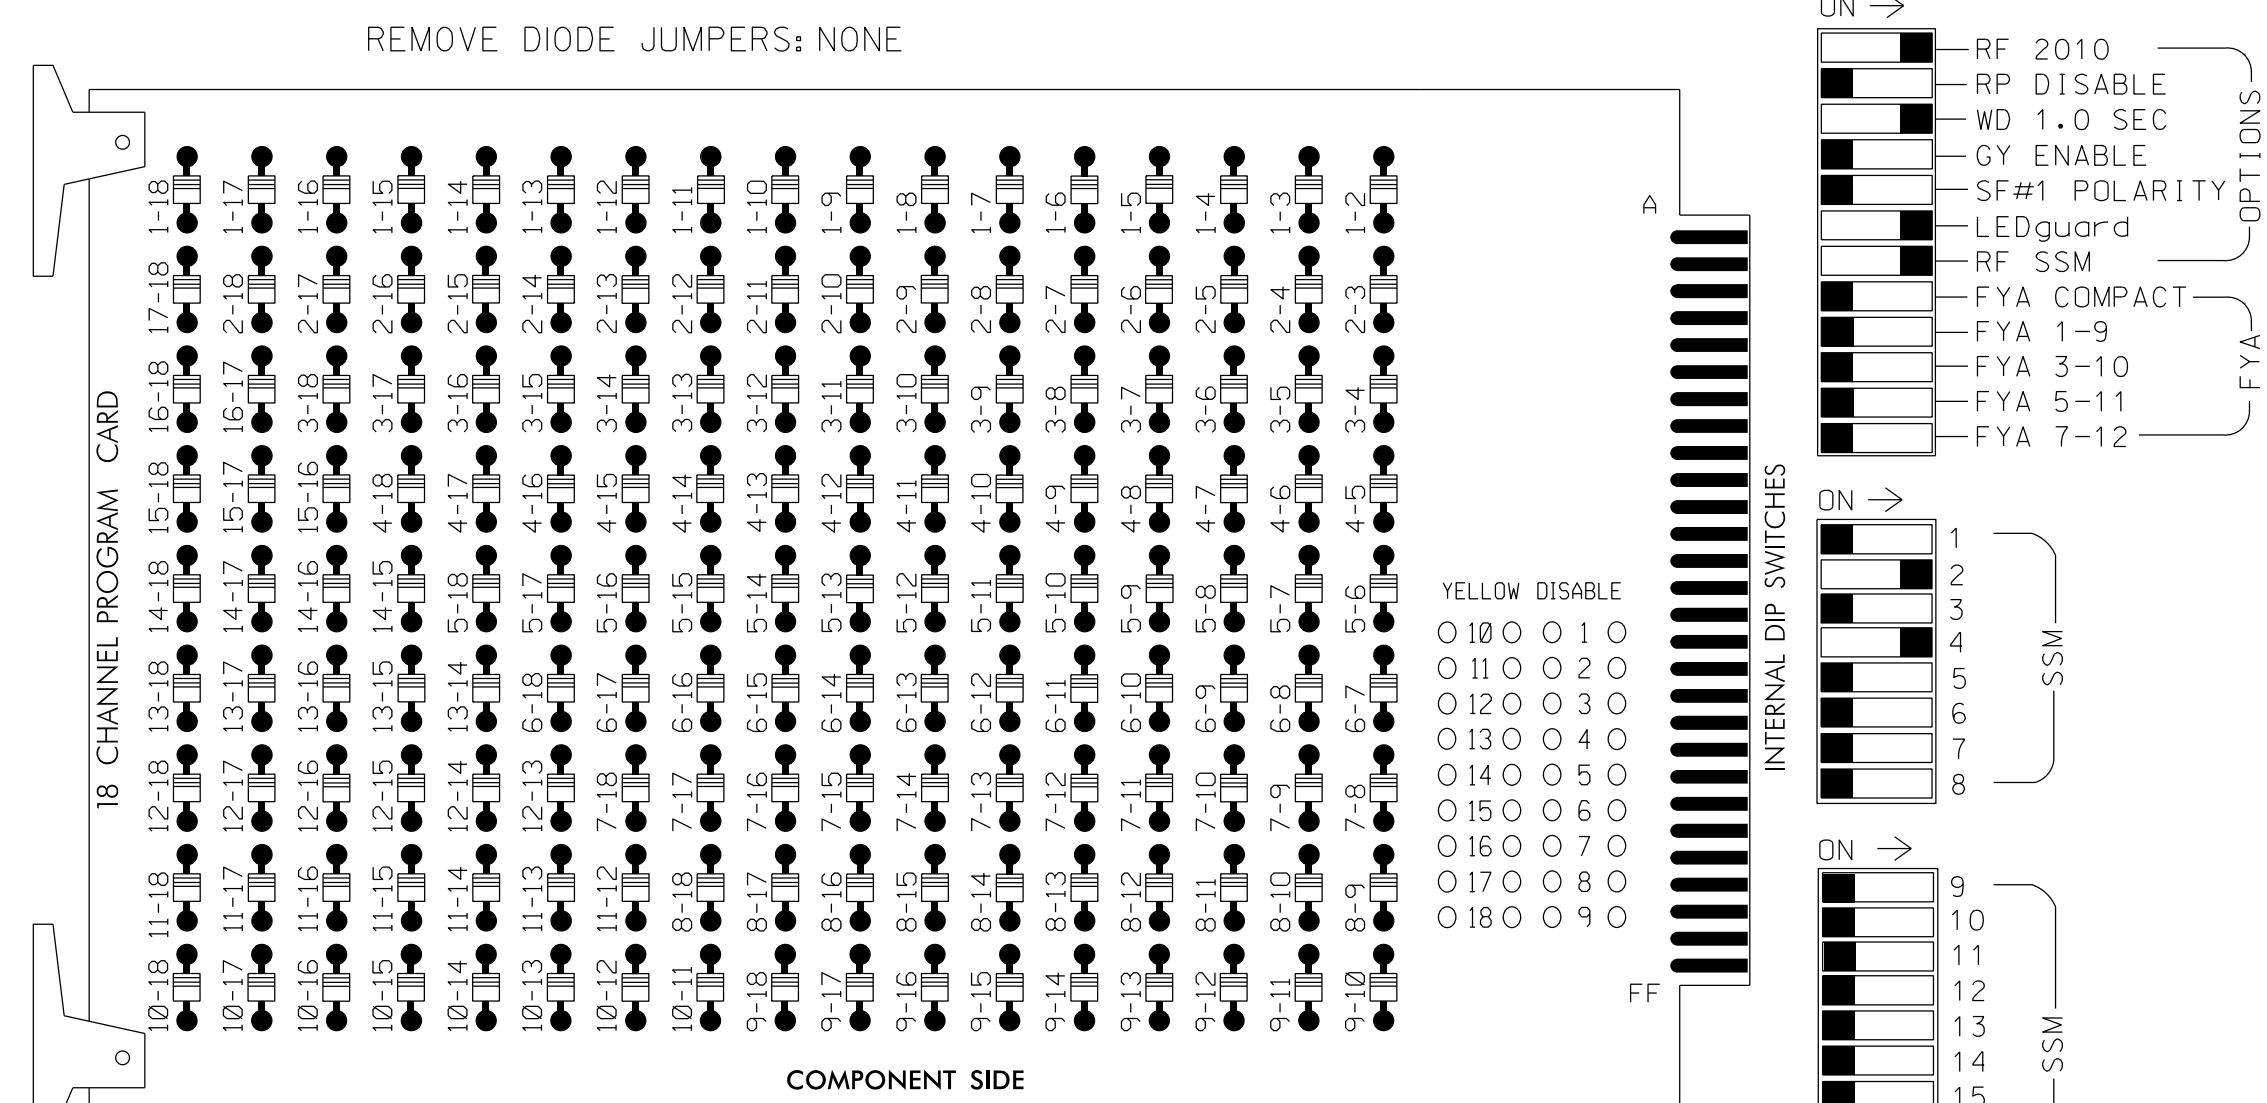 REMOVE DIODE JUMPERS: NONE
18 CHANNEL PROGRAM CARD
1-18 1-17 1-16 1-15 1-14 1-13 1-12 1-11 1-10 1-9 1-8 1-7 1-6 1-5 1-4 1-3 1-2
17-18 2-18 2-17 2-16 2-15 2-14 2-13 2-12 2-11 2-10 2-9 2-8 2-7 2-6 2-5 2-4 2-3
16-18 16-17 3-18 3-17 3-16 3-15 3-14 3-13 3-12 3-11 3-10 3-9 3-8 3-7 3-6 3-5 3-4
15-18 15-17 15-16 4-18 4-17 4-16 4-15 4-14 4-13 4-12 4-11 4-10 4-9 4-8 4-7 4-6 4-5
14-18 14-17 14-16 14-15 5-18 5-17 5-16 5-15 5-14 5-13 5-12 5-11 5-10 5-9 5-8 5-7 5-6
13-18 13-17 13-16 13-15 13-14 6-18 6-17 6-16 6-15 6-14 6-13 6-12 6-11 6-10 6-9 6-8 6-7
12-18 12-17 12-16 12-15 12-14 12-13 7-18 7-17 7-16 7-15 7-14 7-13 7-12 7-11 7-10 7-9 7-8
11-18 11-17 11-16 11-15 11-14 11-13 11-12 8-18 8-17 8-16 8-15 8-14 8-13 8-12 8-11 8-10 8-9
10-18 10-17 10-16 10-15 10-14 10-13 10-12 10-11 9-18 9-17 9-16 9-15 9-14 9-13 9-12 9-11 9-10
COMPONENT SIDE
YELLOW DISABLE
10 1
11 2
12 3
13 4
14 5
15 6
16 7
17 8
18 9
A
FF
INTERNAL DIP SWITCHES
ON
RF 2010
RP DISABLE
WD 1.0 SEC
GY ENABLE
SF#1 POLARITY
LEDguard
RF SSM
OPTIONS
FYA COMPACT
FYA 1-9
FYA 3-10
FYA 5-11
FYA 7-12
FYA
ON
1
2
3
4
5
6
7
8
SSM
ON
9
10
11
12
13
14
15
SSM